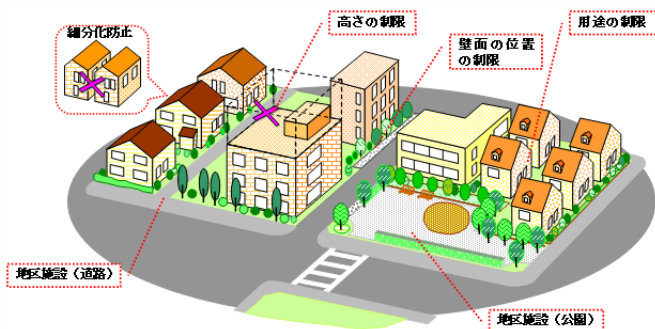 細分化防止
高さの制限
用途の制限
壁面の位置
の制限
地区施設（道路）
地区施設（公園）